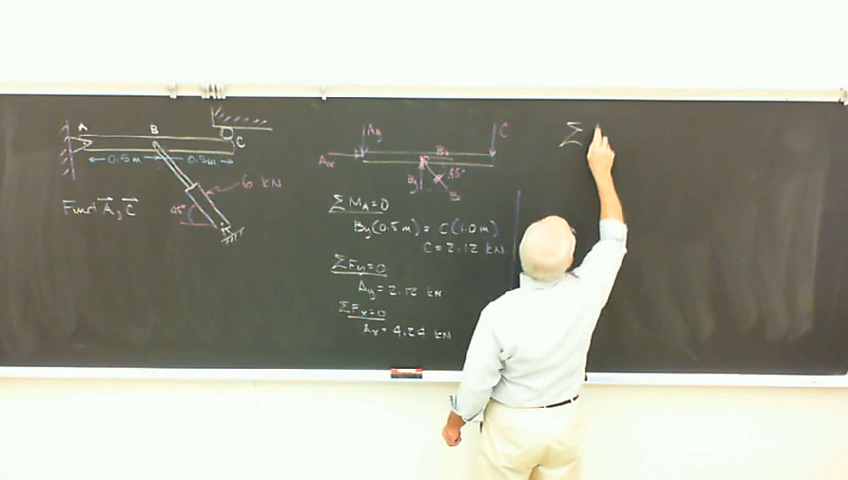 A
B
C
0.5m
0.5m
6 kN
45°
Find A, C
Ay
C
Ax
Bx
By
45°
B
ΣMA=0
By(0.5m) = C(1.0m)
C=2.12 kN
ΣFy=0
Ay=2.12 kN
ΣFx=0
Ax=4.24 kN
Σ